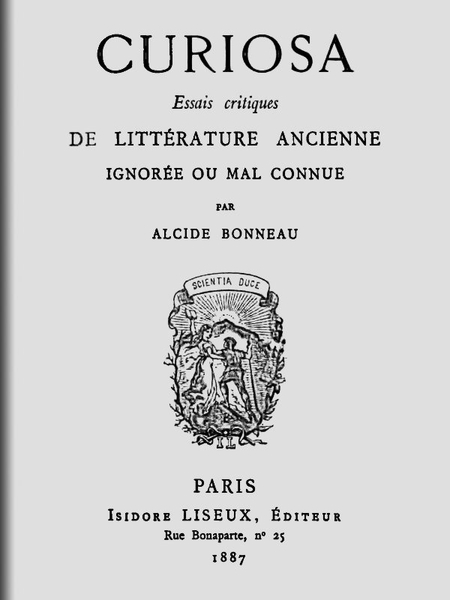 CURIOSA
Essais critiques
DE LITTÉRATURE ANCIENNE
IGNORÉE OU MAL CONNUE
PAR
ALCIDE BONNEAU
SCIENTIA DUCE
IL
PARIS
ISIDORE LISEUX, ÉDITEUR
Rue Bonaparte, nº 25
1887